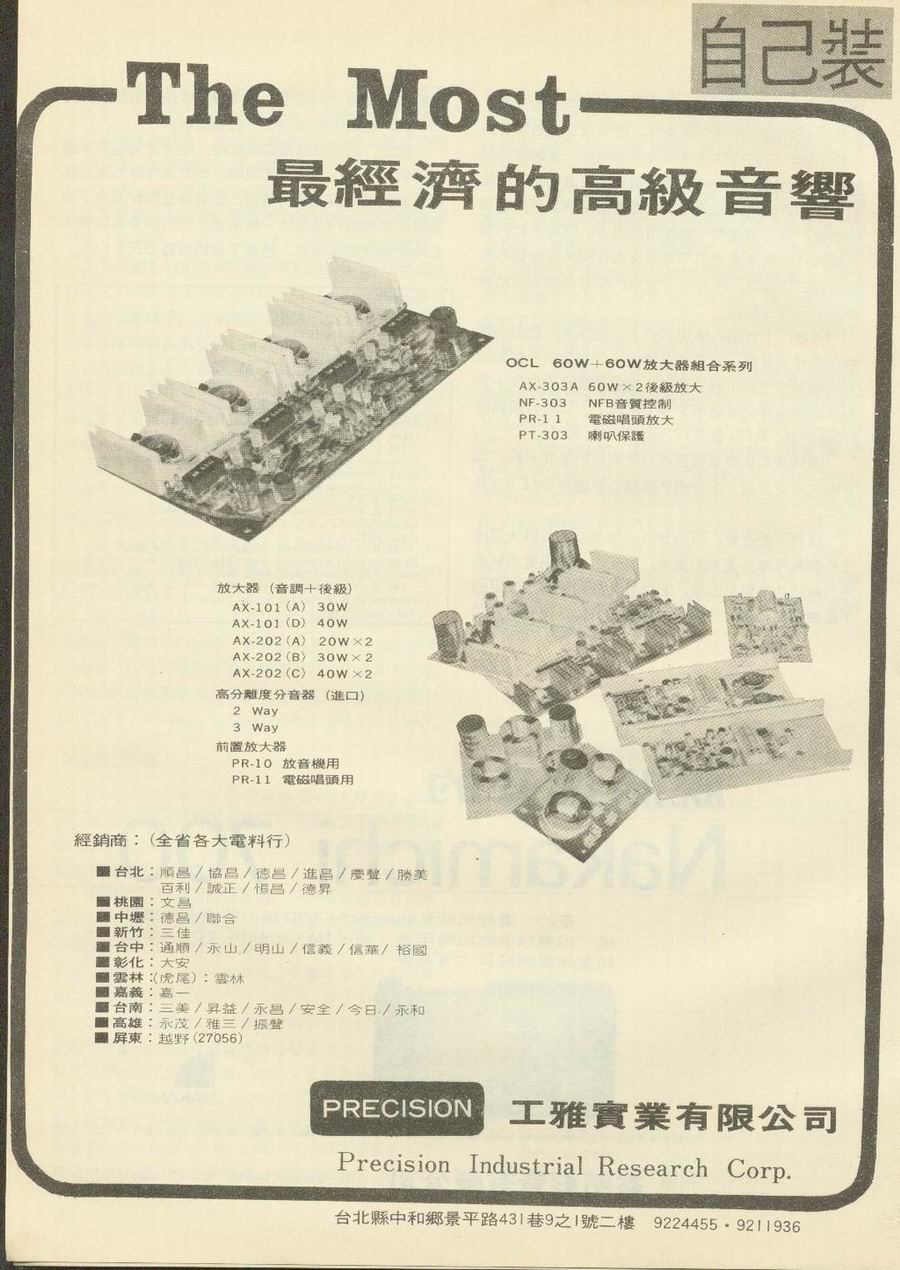 自己裝
The Most
最經濟的高級音響
OCL 60W+60W放大器組合系列
AX-303A 60W×2後級放大
NF-303 NFB音質控制
PR-11 電磁唱頭放大
PT-303 喇叭保護
放大器 (音調+後級)
AX-101(A) 30W
AX-101(D) 40W
AX-202(A) 20W×2
AX-202(B) 30W×2
AX-202(C) 40W×2
高分離度分音器 (進口)
2 Way
3 Way
前置放大器
PR-10 放音機用
PR-11 電磁唱頭用
經銷商：(全省各大電料行)
■台北：順昌/協昌/德昌/進昌/慶聲/勝美
百利/誠正/恒昌/德昇
■桃園：文昌
■中壢：德昌/聯合
■新竹：三佳
■台中：通順/永山/明山/信義/信華/裕國
■彰化：大安
■雲林：(虎尾)：雲林
■嘉義：嘉一
■台南：三美/昇益/永昌/安全/今日/永和
■高雄：永茂/雅三/振聲
■屏東：越野(27056)
PRECISION 工雅實業有限公司
Precision Industrial Research Corp.
台北縣中和鄉景平路431巷9之1號二樓 9224455·9211936